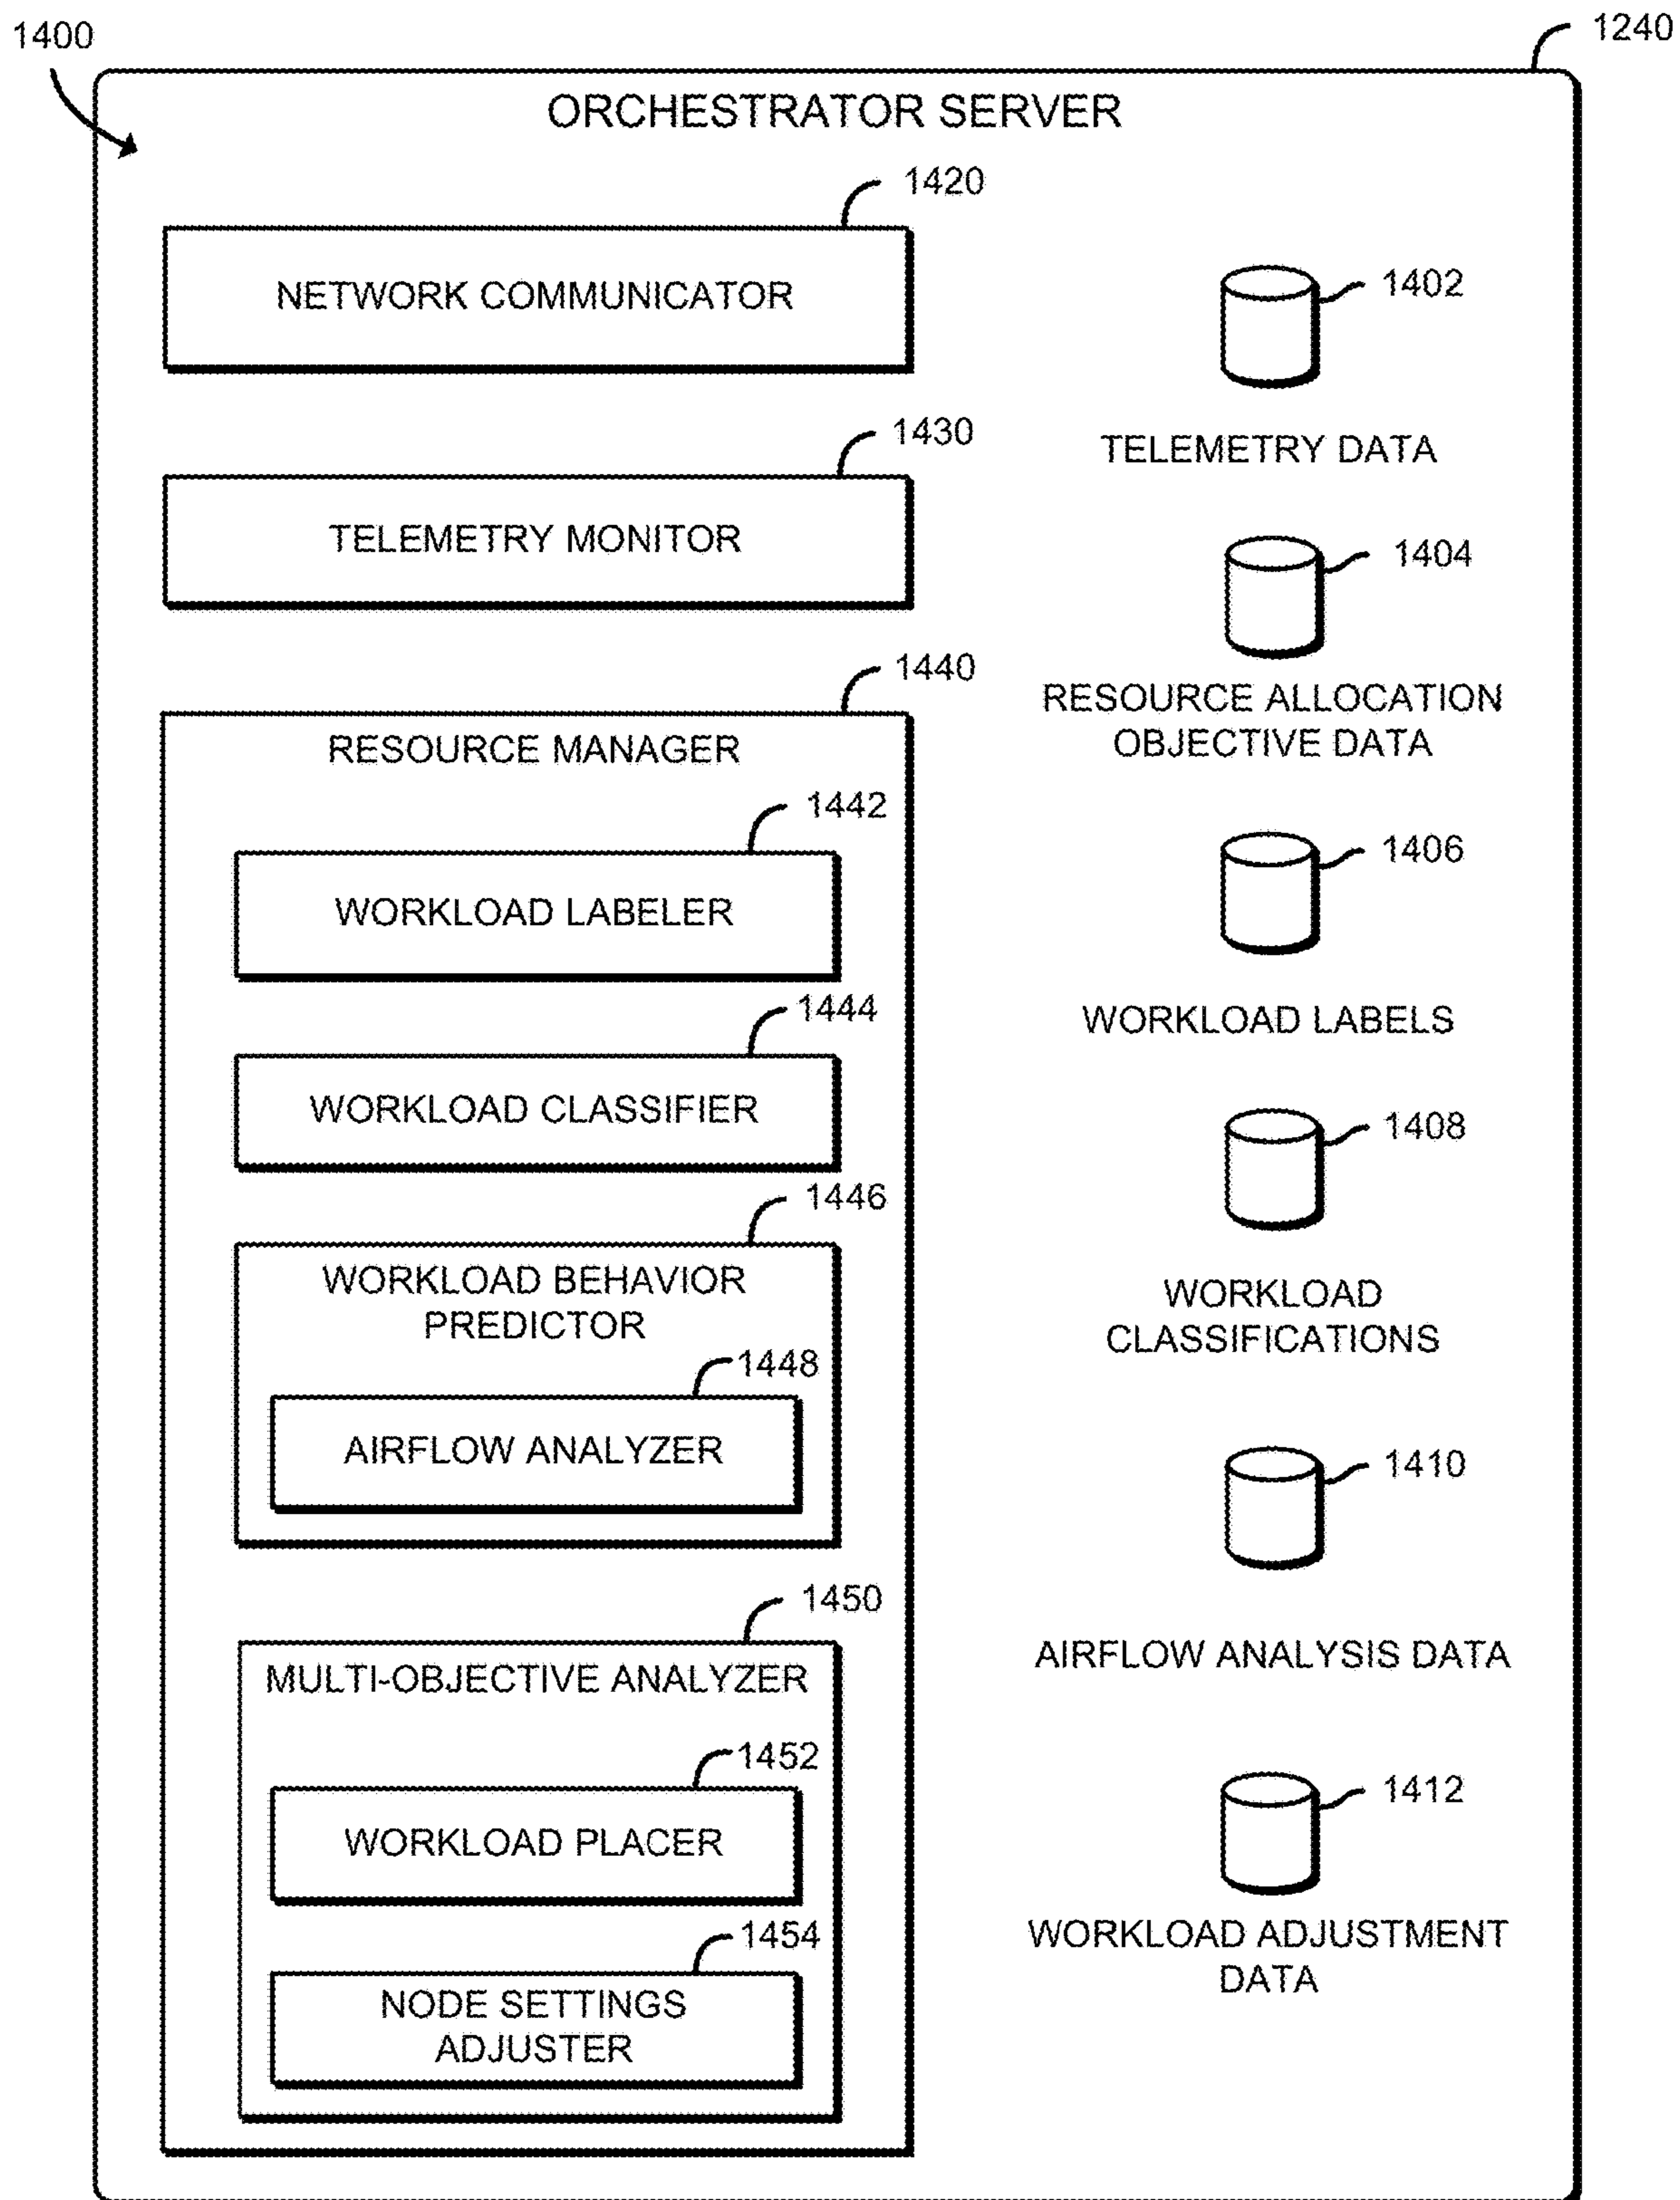 1400
1240
ORCHESTRATOR SERVER
1420
NETWORK COMMUNICATOR
1402
TELEMETRY DATA
1430
TELEMETRY MONITOR
1404
RESOURCE ALLOCATION
OBJECTIVE DATA
1440
RESOURCE MANAGER
1442
WORKLOAD LABELER
1406
WORKLOAD LABELS
1444
WORKLOAD CLASSIFIER
1408
WORKLOAD
CLASSIFICATIONS
1446
WORKLOAD BEHAVIOR
PREDICTOR
1448
AIRFLOW ANALYZER
1410
AIRFLOW ANALYSIS DATA
1450
MULTI-OBJECTIVE ANALYZER
1452
WORKLOAD PLACER
1412
WORKLOAD ADJUSTMENT
DATA
1454
NODE SETTINGS
ADJUSTER